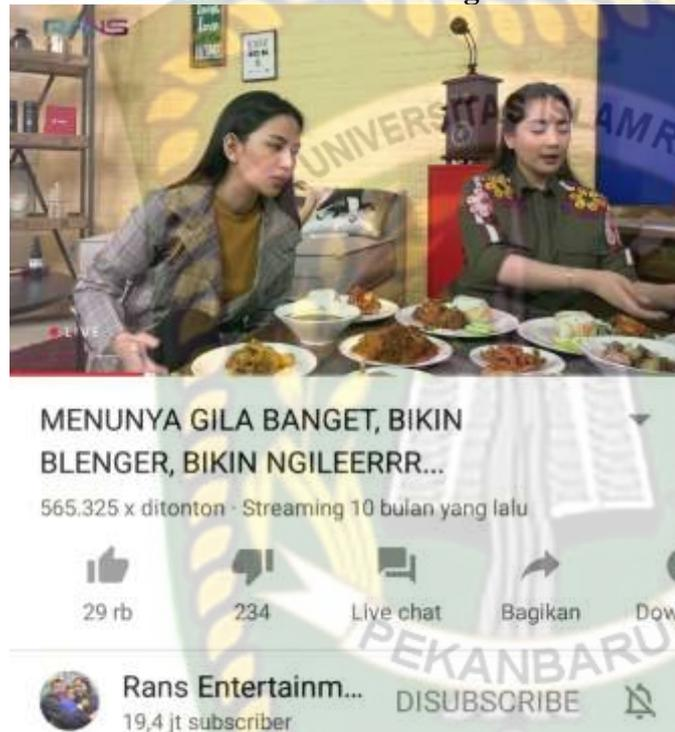 RANS
UNIVERSITAS ISLAM R
LIVE
MENUNYA GILA BANGET, BIKIN
BLENGER, BIKIN NGILEERRR...
565.325 x ditonton · Streaming 10 bulan yang lalu
29 rb
234
Live chat
Bagikan
Dow
PEKANBARU
Rans Entertainm...
DISUBSCRIBE
19,4 jt subscriber